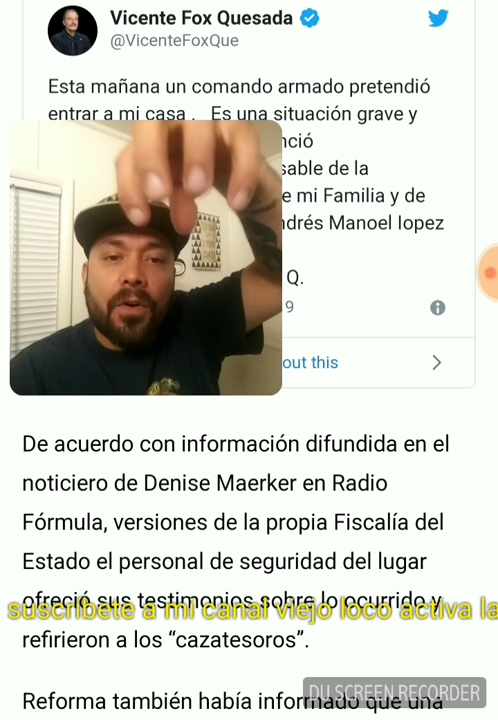 Vicente Fox Quesada
@VicenteFoxQue
Esta mañana un comando armado pretendió
entrar a mi casa . Es una situación grave y
nció
sable de la
e mi Familia y de
ndrés Manoel lopez
Q.
9
out this
De acuerdo con información difundida en el
noticiero de Denise Maerker en Radio
Fórmula, versiones de la propia Fiscalía del
Estado el personal de seguridad del lugar
ofreció sus testimonios sobre lo ocurrido y
suscribete a mi canal viejo loco activa la
refirieron a los “cazatesoros”.
DU SCREEN RECORDER
Reforma también había informado que una